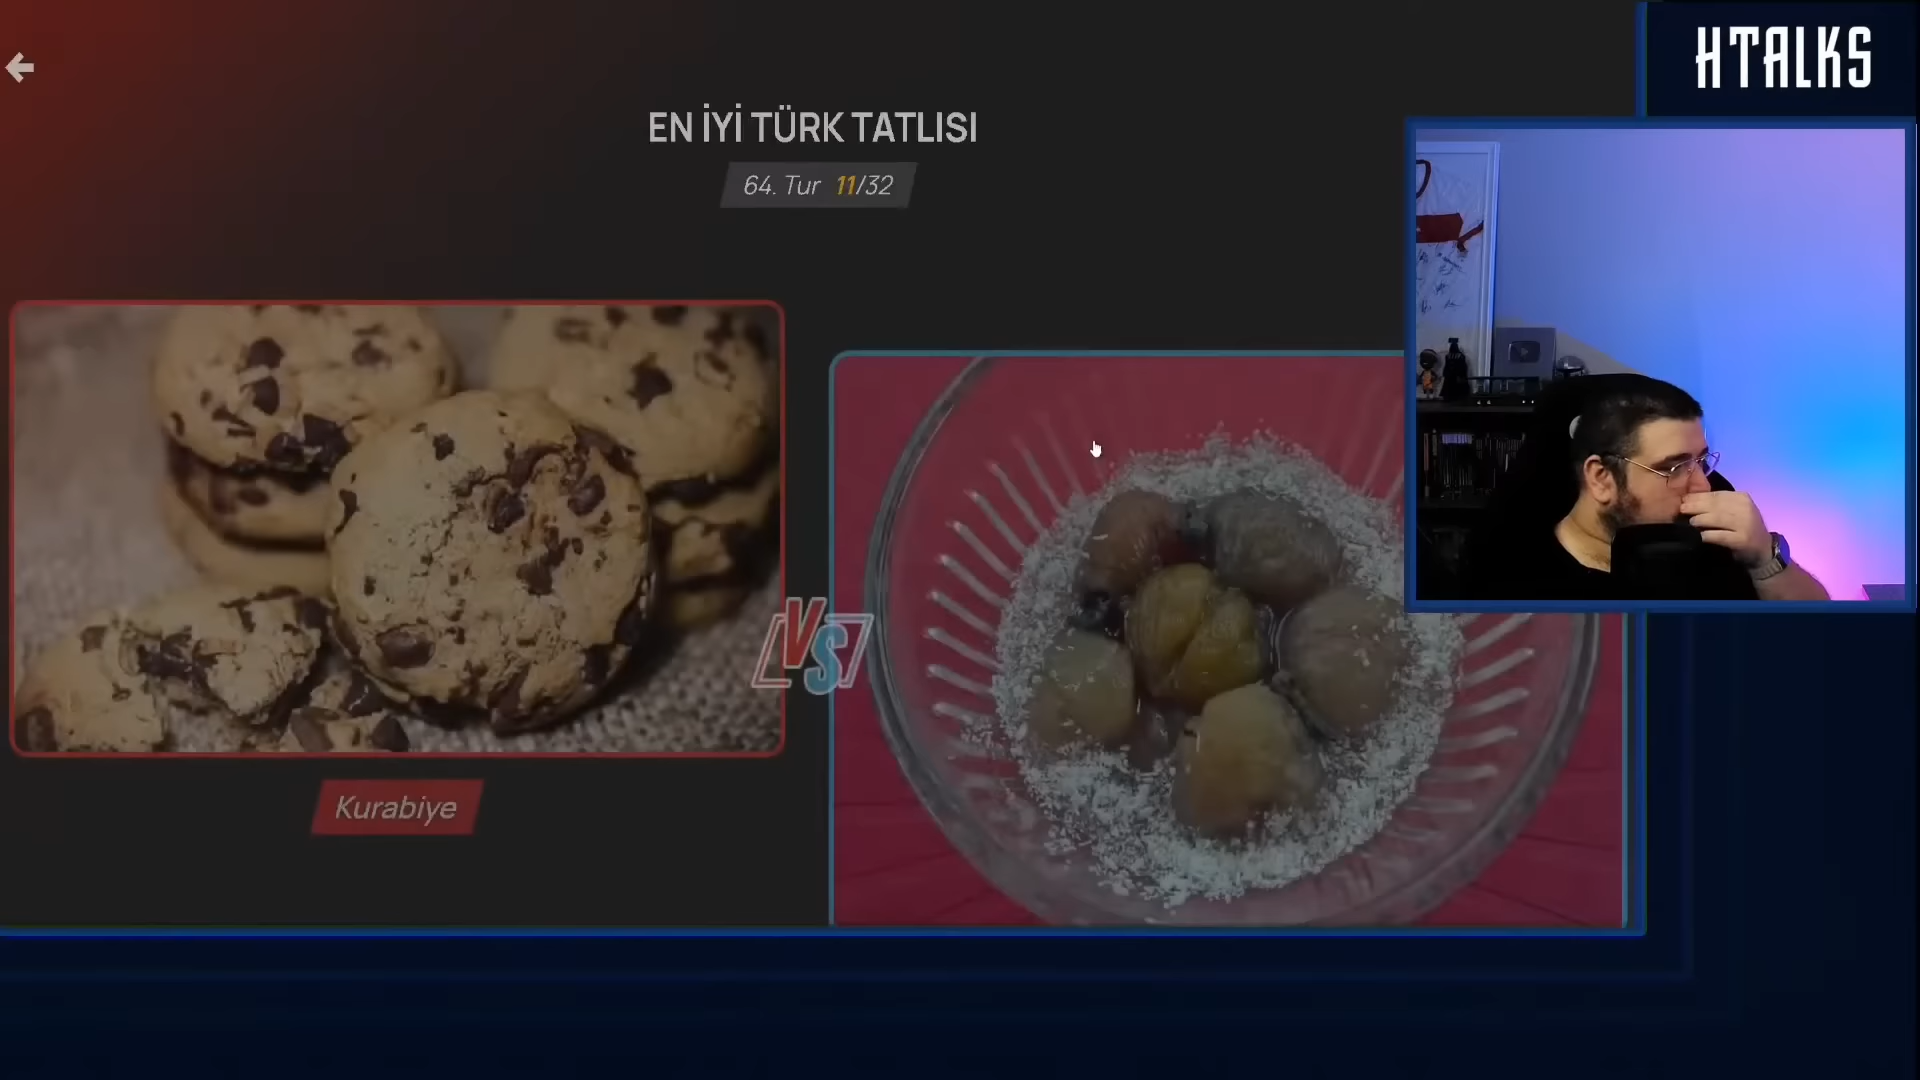 HTALKS
EN İYİ TÜRK TATLISI
64. Tur 11/32
VS
Kurabiye